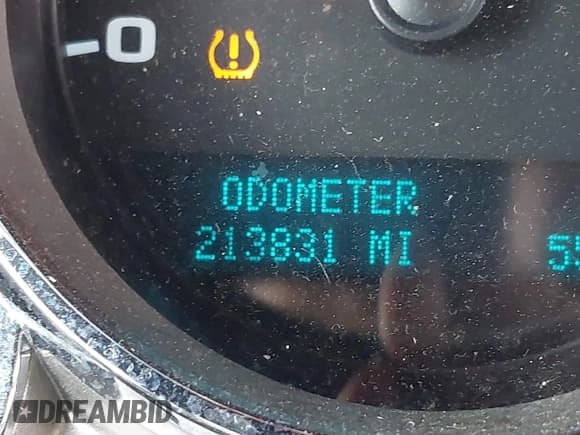 -0
ODOMETER
213831 MI
DREAMBID